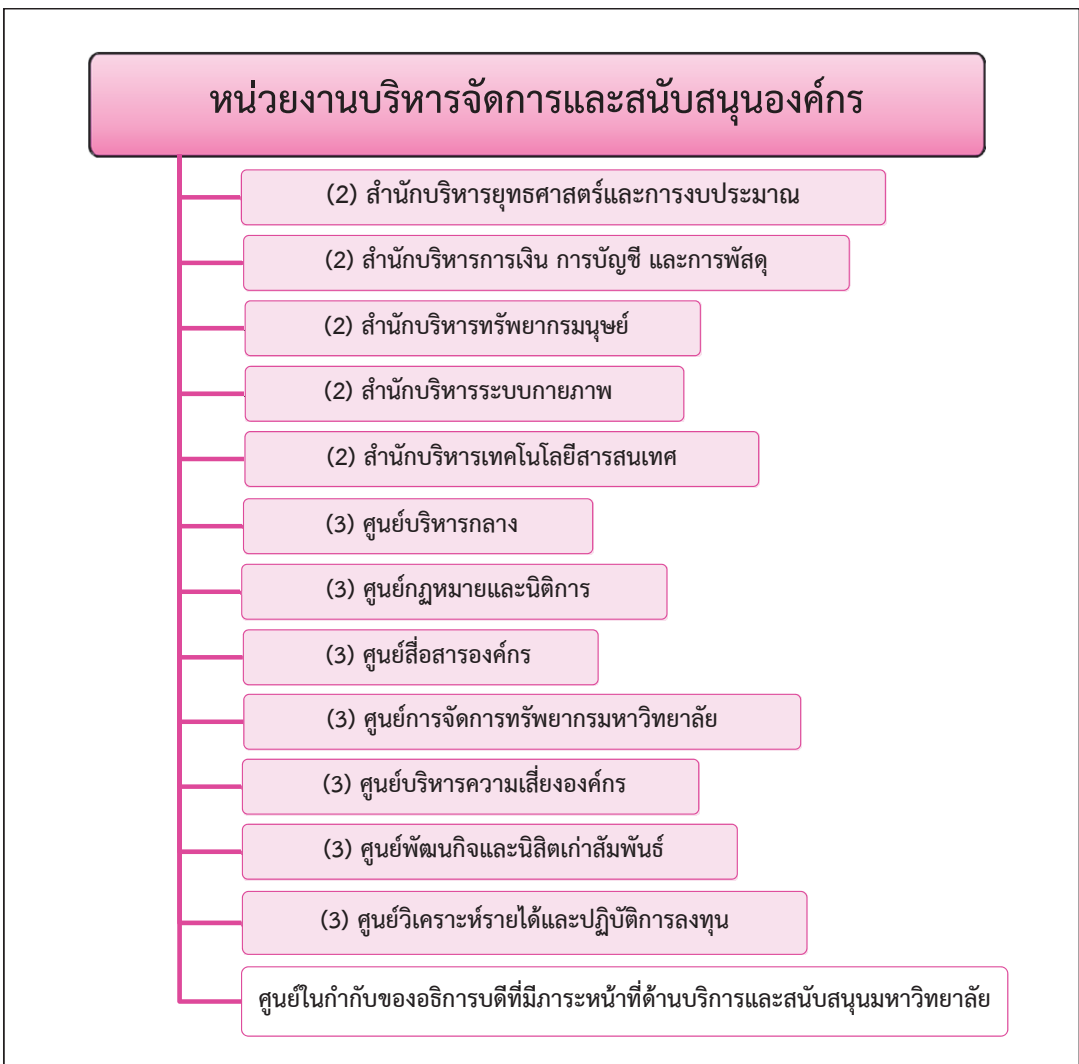 หน่วยงานบริหารจัดการและสนับสนุนองค์กร
(2) สำนักบริหารยุทธศาสตร์และการงบประมาณ
(2) สำนักบริหารการเงิน การบัญชี และการพัสดุ
(2) สำนักบริหารทรัพยากรมนุษย์
(2) สำนักบริหารระบบกายภาพ
(2) สำนักบริหารเทคโนโลยีสารสนเทศ
(3) ศูนย์บริหารกลาง
(3) ศูนย์กฏหมายและนิติการ
(3) ศูนย์สื่อสารองค์กร
(3) ศูนย์การจัดการทรัพยากรมหาวิทยาลัย
(3) ศูนย์บริหารความเสี่ยงองค์กร
(3) ศูนย์พัฒนกิจและนิสิตเก่าสัมพันธ์
(3) ศูนย์วิเคราะห์รายได้และปฏิบัติการลงทุน
ศูนย์ในกำกับของอธิการบดีที่มีภาระหน้าที่ด้านบริการและสนับสนุนมหาวิทยาลัย